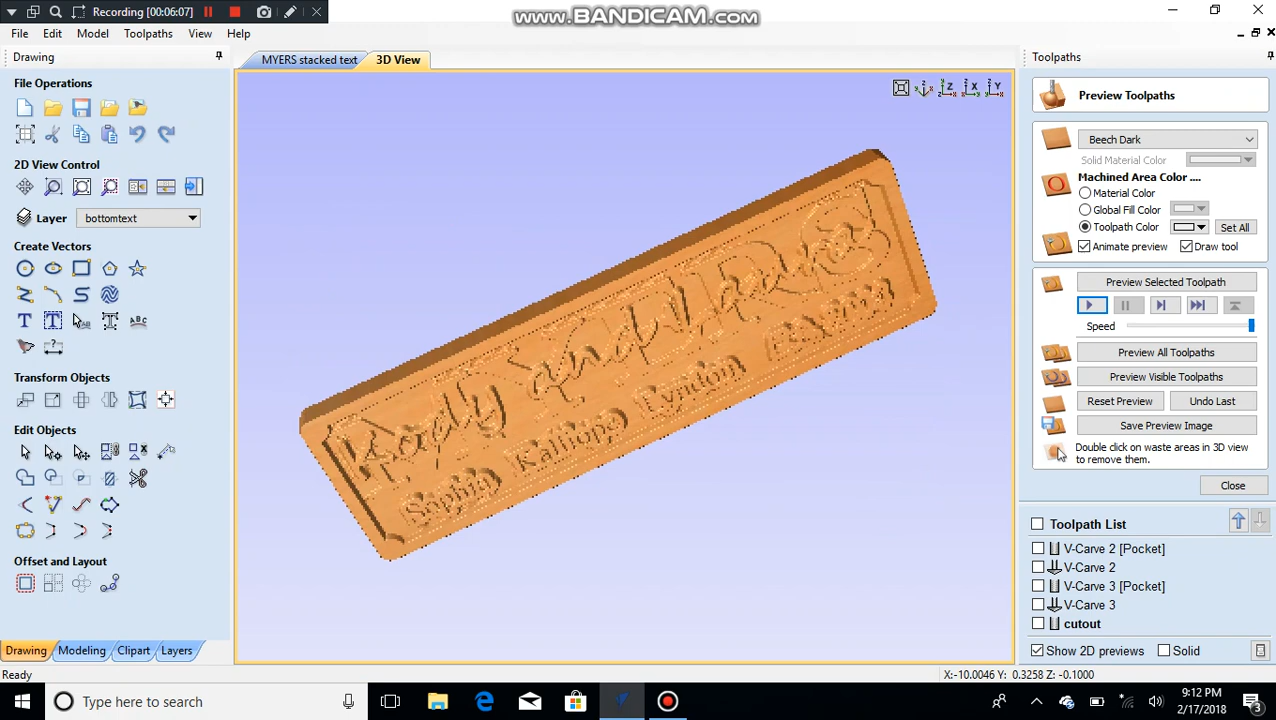 Recording [00:06:07]
www.BANDICAM.com
File Edit Model Toolpaths View Help
Drawing
MYERS stacked text
3D View
Toolpaths
File Operations
2D View Control
Layer bottomtext
Create Vectors
Transform Objects
Edit Objects
Offset and Layout
Drawing Modeling Clipart Layers
Z X Y
Sophia Kalliope Eyndom
Preview Toolpaths
Beech Dark
Solid Material Color
Machined Area Color ....
Material Color
Global Fill Color
Toolpath Color Set All
Animate preview Draw tool
Preview Selected Toolpath
Speed
Preview All Toolpaths
Preview Visible Toolpaths
Reset Preview Undo Last
Save Preview Image
Double click on waste areas in 3D view
to remove them.
Close
Toolpath List
V-Carve 2 [Pocket]
V-Carve 2
V-Carve 3 [Pocket]
V-Carve 3
cutout
Show 2D previews Solid
Ready
X:-10.0046 Y: 0.3258 Z:-0.1000
Type here to search
9:12 PM
2/17/2018
3